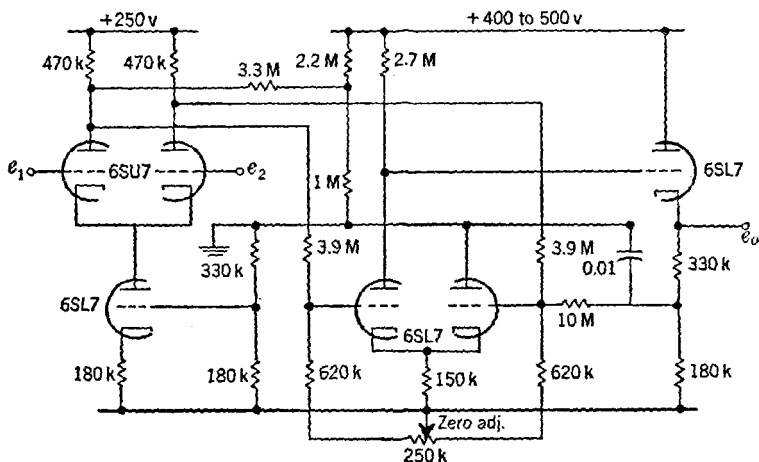 +250 v
+400 to 500 v
470 k
470 k
3.3 M
2.2 M
2.7 M
e1
6SU7
e2
1 M
6SL7
eo
330 k
3.9 M
3.9 M
0.01
330 k
6SL7
6SL7
10 M
180 k
180 k
620 k
150 k
620 k
180 k
Zero adj.
250 k